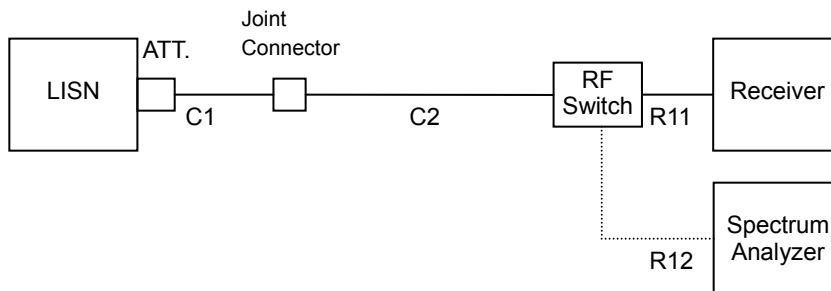 Joint
Connector
ATT.
LISN
C1
C2
RF
Switch
R11
Receiver
Spectrum
Analyzer
R12